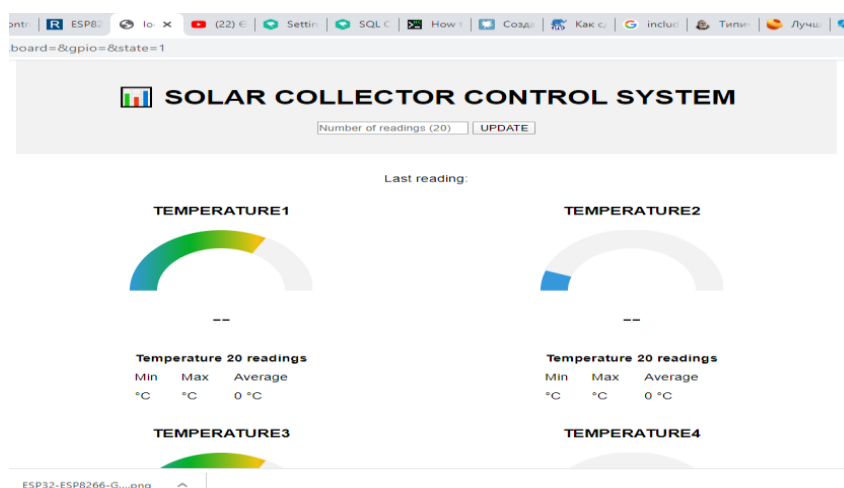 ontr R ESP82 lo (22) Settin SQL C How t Созда Как с Google includ Типи Лучш
board=&gpio=&state=1
SOLAR COLLECTOR CONTROL SYSTEM
Number of readings (20) UPDATE
Last reading:
TEMPERATURE1 TEMPERATURE2
-- --
Temperature 20 readings Temperature 20 readings
Min Max Average Min Max Average
°C °C 0 °C °C °C 0 °C
TEMPERATURE3 TEMPERATURE4
ESP32-ESP8266-G....png